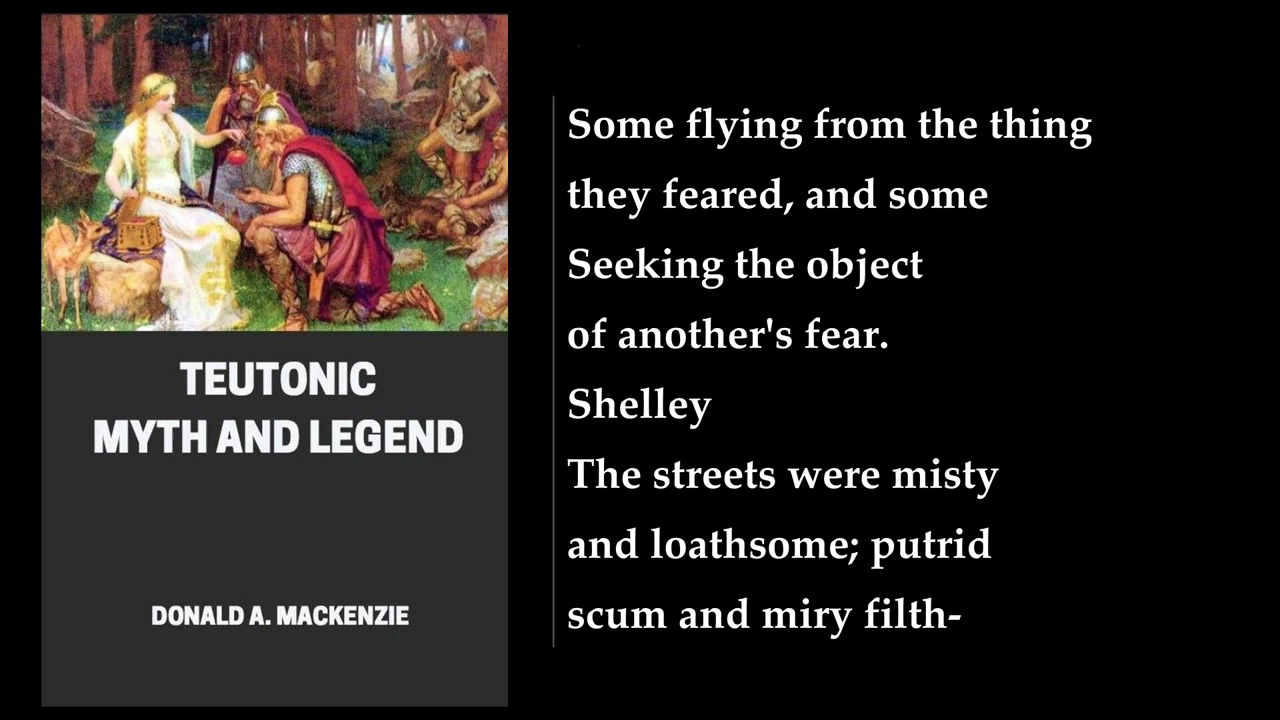 TEUTONIC
MYTH AND LEGEND
DONALD A. MACKENZIE
Some flying from the thing
they feared, and some
Seeking the object
of another's fear.
Shelley
The streets were misty
and loathsome; putrid
scum and miry filth-